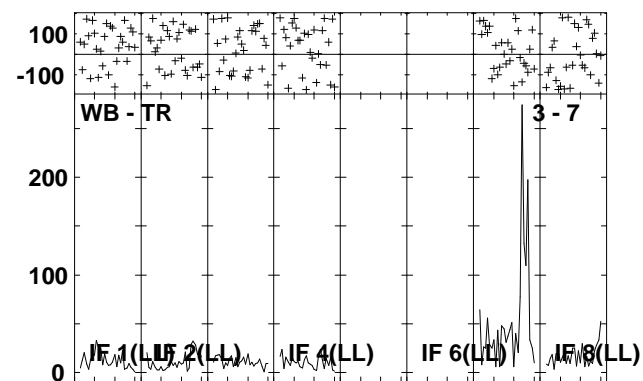 100
-100
WB - TR 3 - 7
200
100
0
IF 1(LL) IF 2(LL) IF 4(LL) IF 6(LL) IF 8(LL)